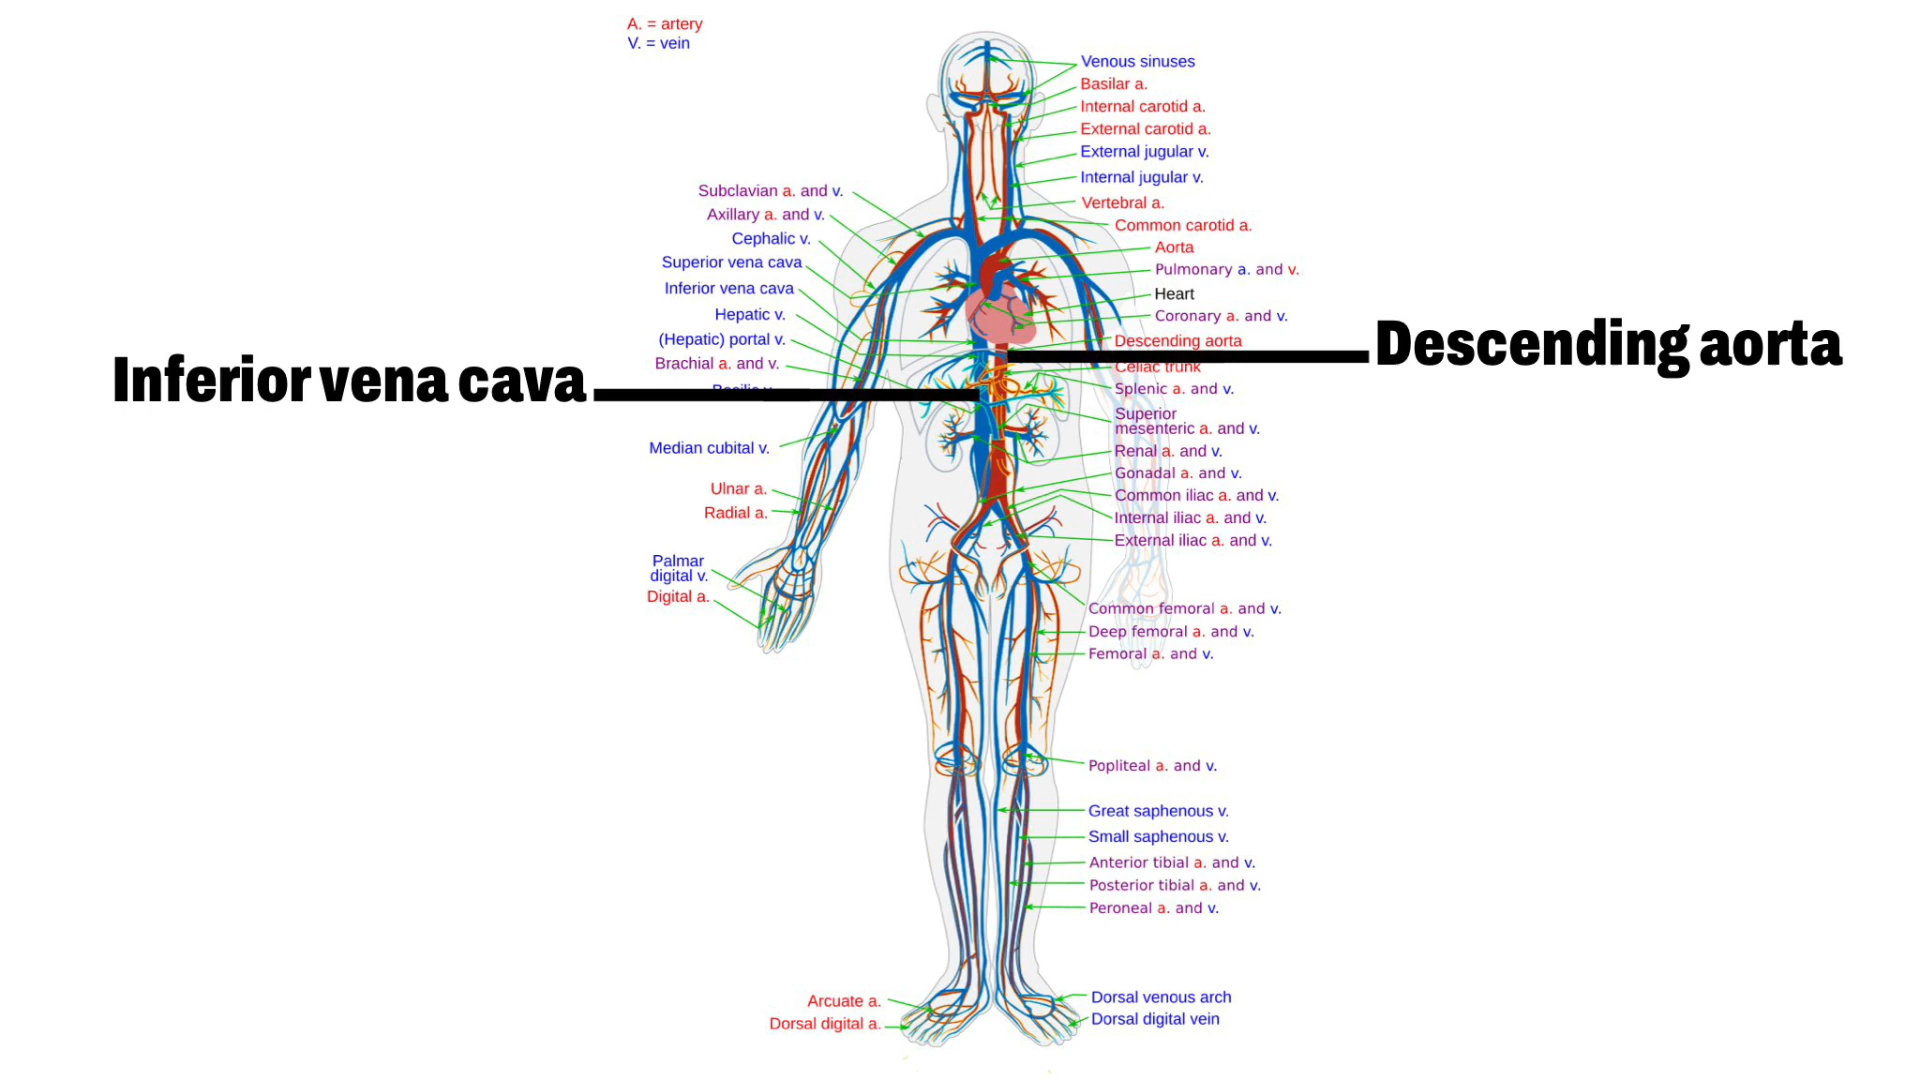 A. = artery
V. = vein
Venous sinuses
Basilar a.
Internal carotid a.
External carotid a.
External jugular v.
Internal jugular v.
Vertebral a.
Common carotid a.
Aorta
Pulmonary a. and v.
Heart
Coronary a. and v.
Descending aorta
Celiac trunk
Splenic a. and v.
Superior
mesenteric a. and v.
Renal a. and v.
Gonadal a. and v.
Common iliac a. and v.
Internal iliac a. and v.
External iliac a. and v.
Common femoral a. and v.
Deep femoral a. and v.
Femoral a. and v.
Popliteal a. and v.
Great saphenous v.
Small saphenous v.
Anterior tibial a. and v.
Posterior tibial a. and v.
Peroneal a. and v.
Dorsal venous arch
Dorsal digital vein
Subclavian a. and v.
Axillary a. and v.
Cephalic v.
Superior vena cava
Inferior vena cava
Hepatic v.
(Hepatic) portal v.
Brachial a. and v.
Basilic v.
Median cubital v.
Ulnar a.
Radial a.
Palmar
digital v.
Digital a.
Arcuate a.
Dorsal digital a.
Inferior vena cava
Descending aorta